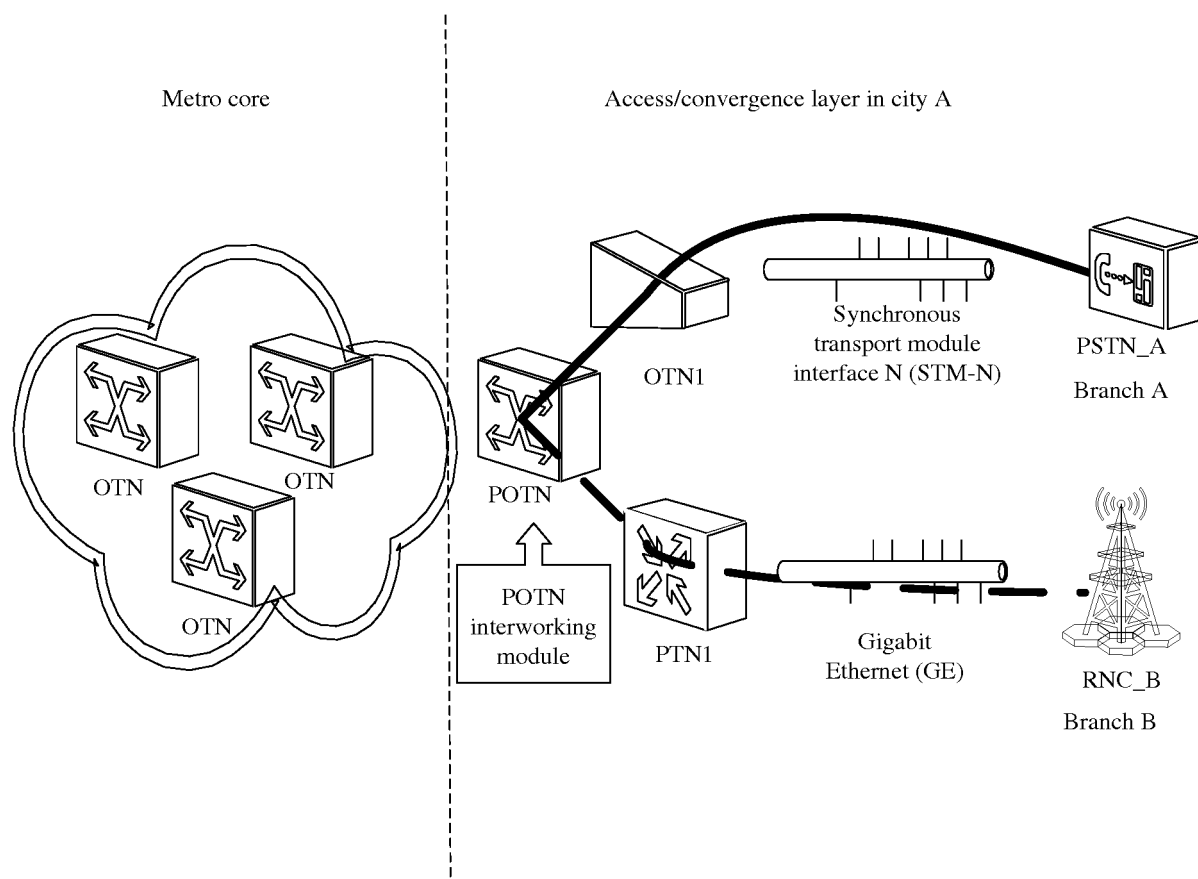 Metro core
Access/convergence layer in city A
Synchronous
transport module
interface N (STM-N)
OTN1
PSTN_A
Branch A
OTN
OTN
OTN
POTN
POTN
interworking
module
PTN1
Gigabit
Ethernet (GE)
RNC_B
Branch B